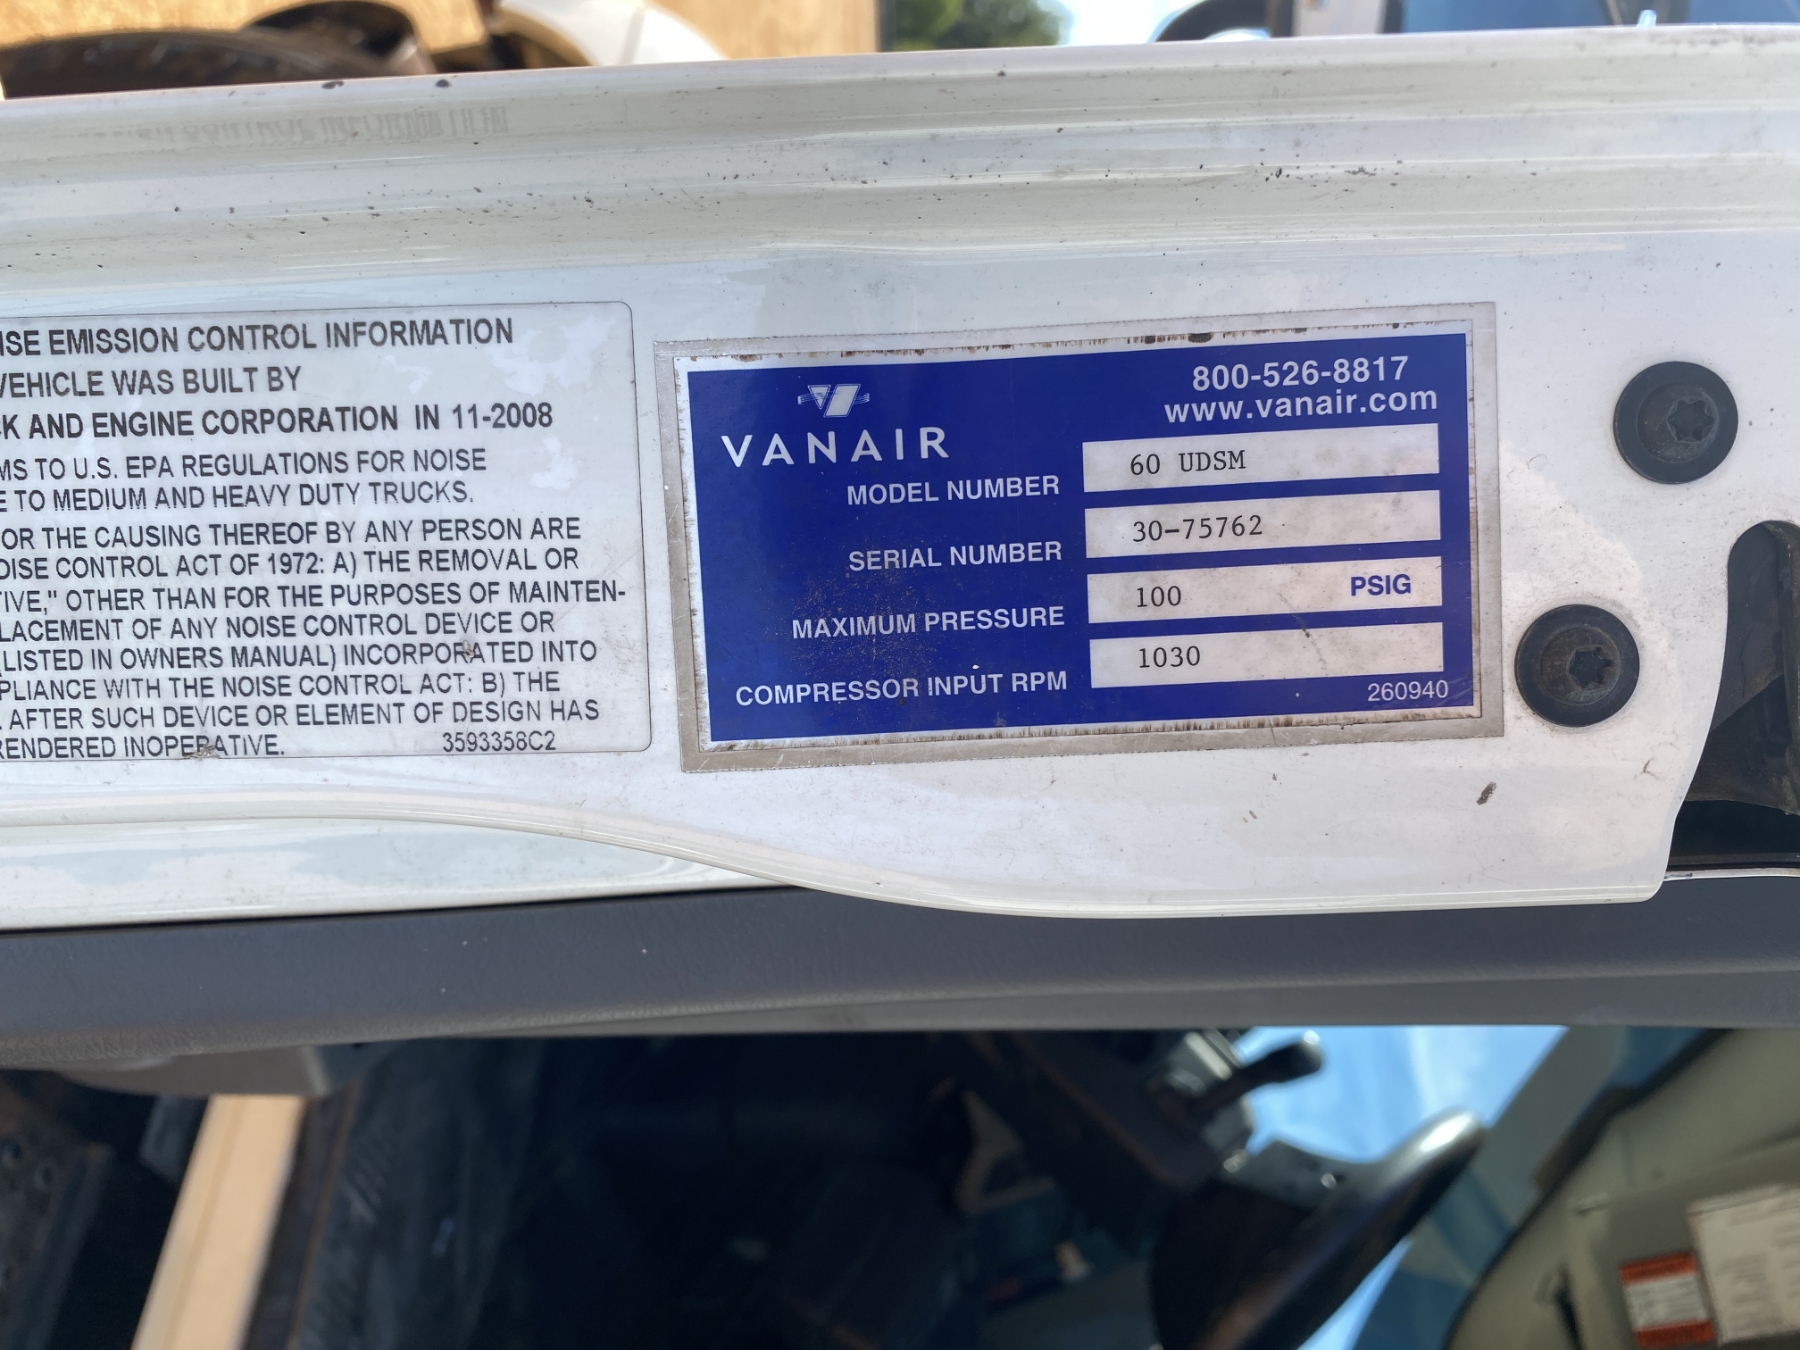 ISE EMISSION CONTROL INFORMATION
VEHICLE WAS BUILT BY
CK AND ENGINE CORPORATION IN 11-2008
MS TO U.S. EPA REGULATIONS FOR NOISE
E TO MEDIUM AND HEAVY DUTY TRUCKS.
OR THE CAUSING THEREOF BY ANY PERSON ARE
OISE CONTROL ACT OF 1972: A) THE REMOVAL OR
TIVE," OTHER THAN FOR THE PURPOSES OF MAINTEN-
LACEMENT OF ANY NOISE CONTROL DEVICE OR
(LISTED IN OWNERS MANUAL) INCORPORATED INTO
PLIANCE WITH THE NOISE CONTROL ACT: B) THE
AFTER SUCH DEVICE OR ELEMENT OF DESIGN HAS
RENDERED INOPERATIVE. 3593358C2
800-526-8817
www.vanair.com
VANAIR
MODEL NUMBER 60 UDSM
SERIAL NUMBER 30-75762
MAXIMUM PRESSURE 100 PSIG
COMPRESSOR INPUT RPM 1030
260940